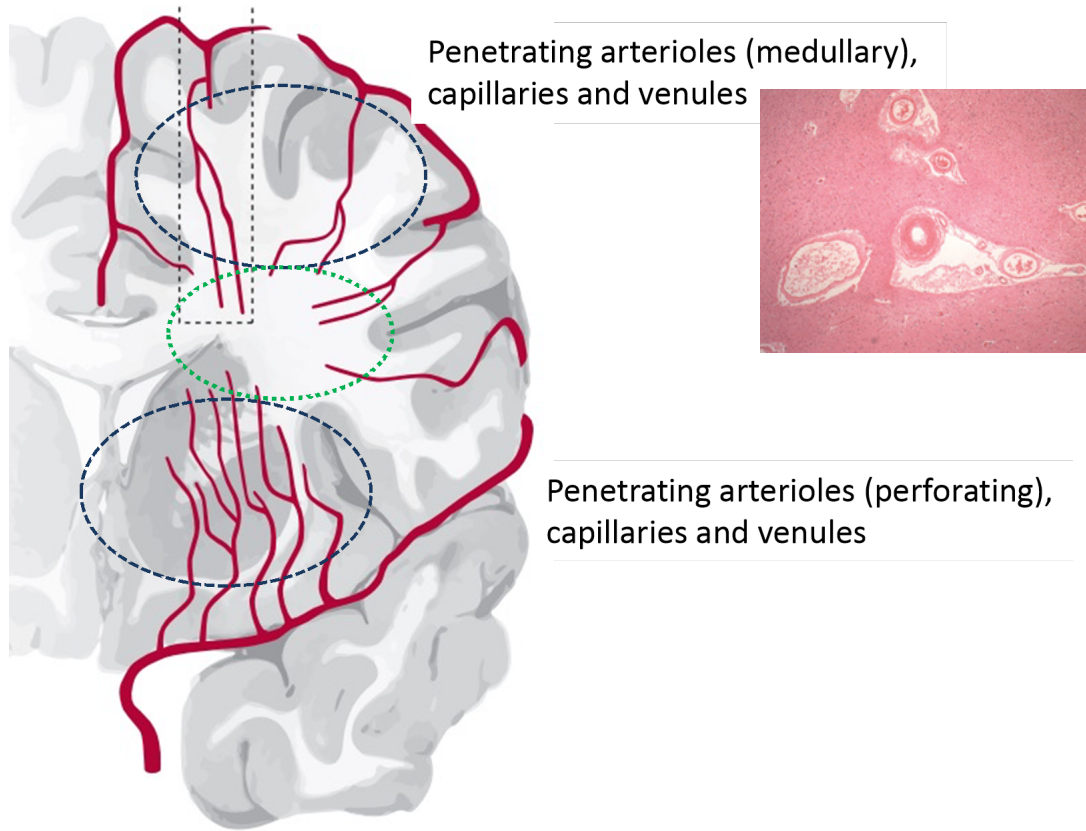 Penetrating arterioles (medullary),
capillaries and venules
Penetrating arterioles (perforating),
capillaries and venules